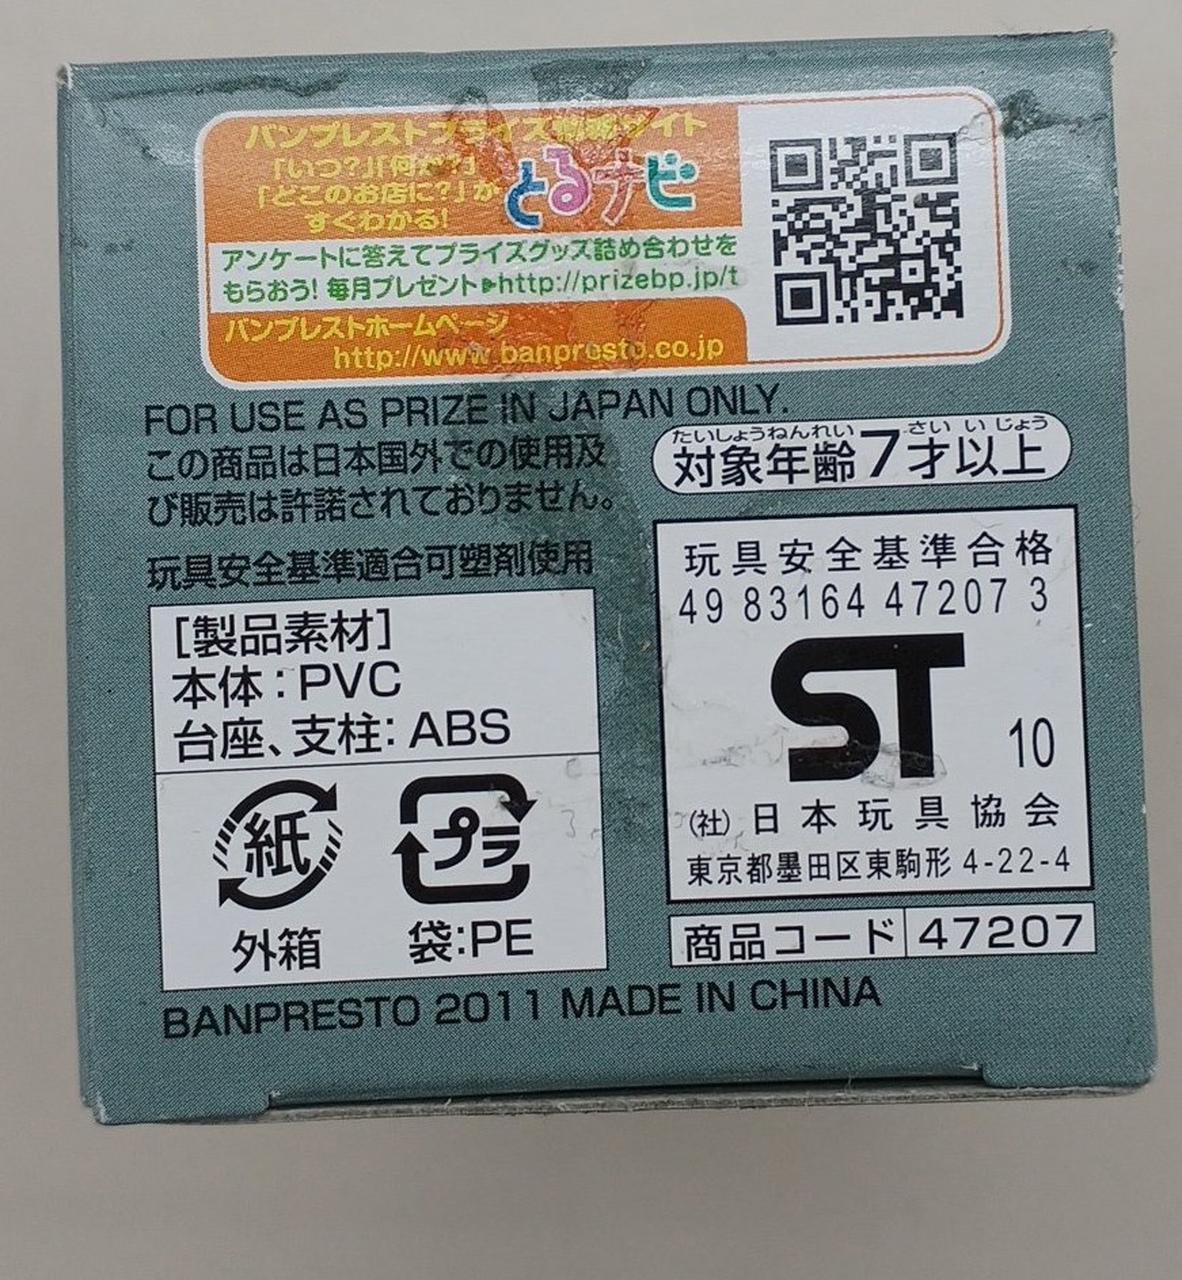 バンプレストプライズ情報サイト
「いつ?」「何が?」
「どこのお店に?」が
すぐわかる!
とるナビ
アンケートに答えてプライズグッズ詰め合わせを
もらおう! 毎月プレゼント▶http://prizebp.jp/t
バンプレストホームページ
http://www.banpresto.co.jp
FOR USE AS PRIZE IN JAPAN ONLY.
この商品は日本国外での使用及
び販売は許諾されておりません。
玩具安全基準適合可塑剤使用
たいしょうねんれい さい い じょう
対象年齢7才以上
[製品素材]
本体:PVC
台座、支柱:ABS
紙
外箱
プラ
袋:PE
玩具安全基準合格
49 83164 47207 3
ST
10
(社)日本玩具協会
東京都墨田区東駒形 4-22-4
商品コード 47207
BANPRESTO 2011 MADE IN CHINA